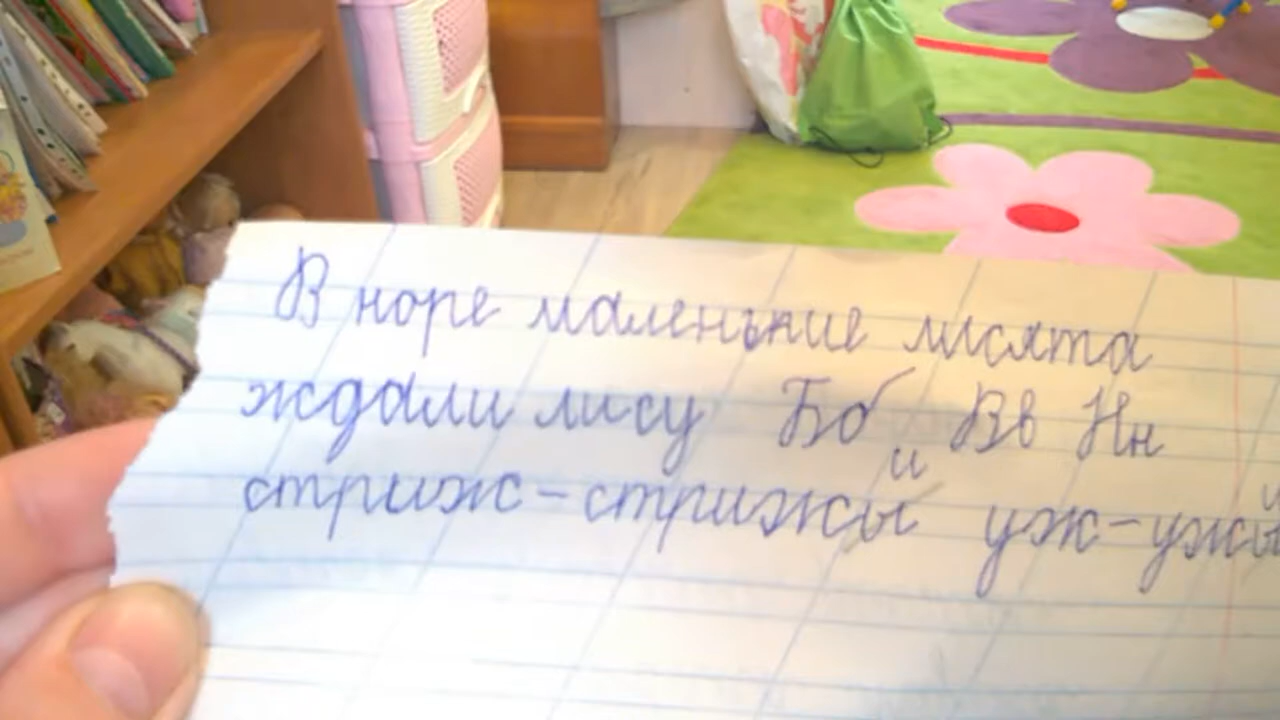 В норе маленькие лисята
ждали лису Бб Вв Нн
и
стриж-стрижы уж-ужы